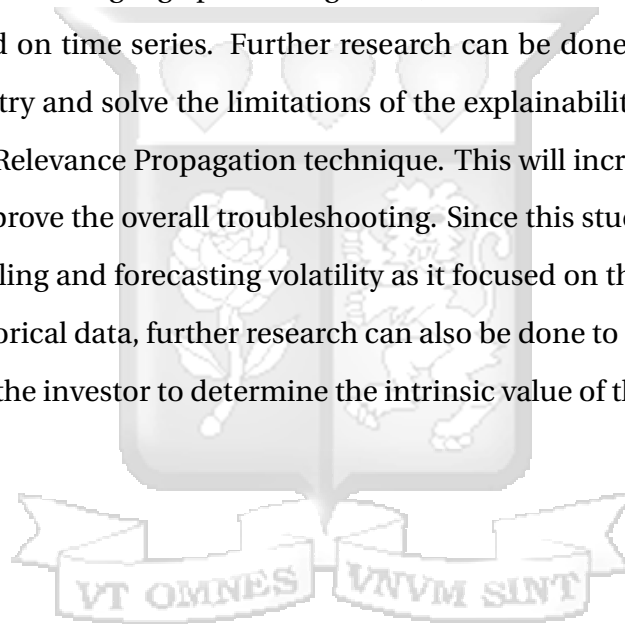 d on time series. Further research can be done
try and solve the limitations of the explainabilit
Relevance Propagation technique. This will incr
prove the overall troubleshooting. Since this stu
ling and forecasting volatility as it focused on th
orical data, further research can also be done to
the investor to determine the intrinsic value of th
VT OMNES VNVM SINT